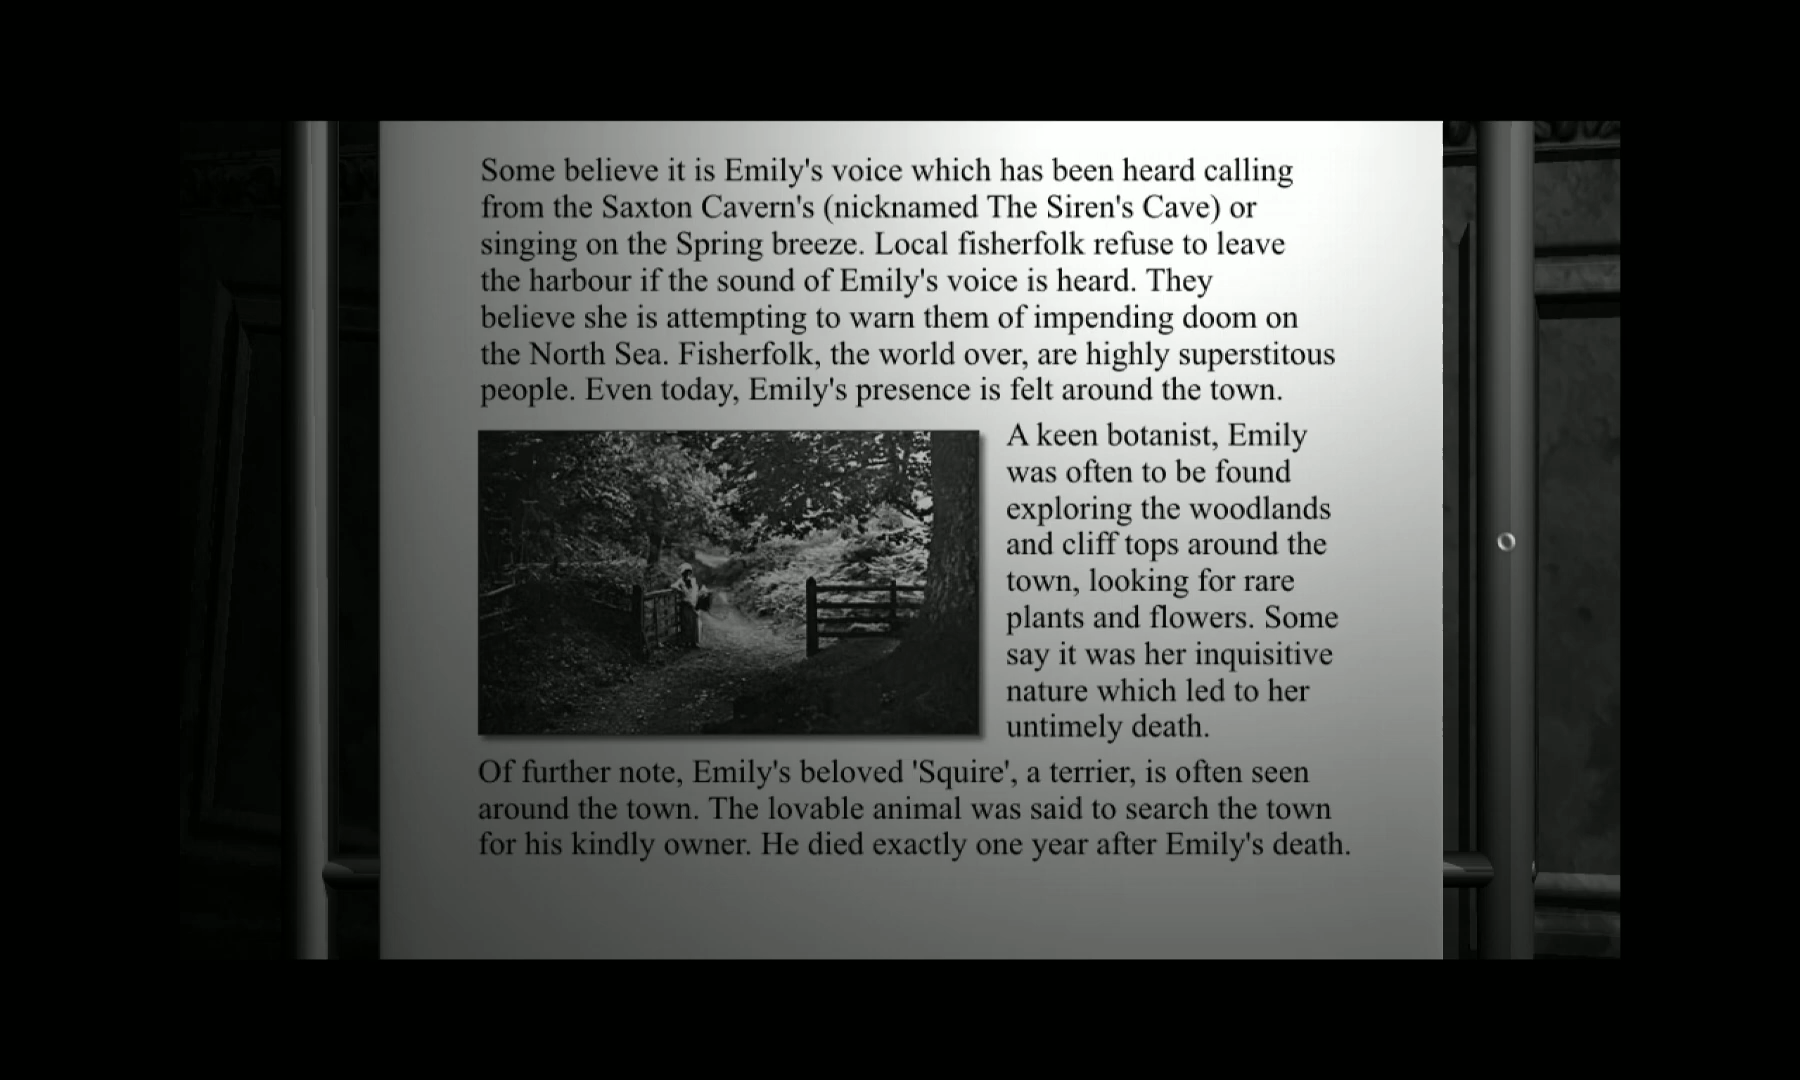 Some believe it is Emily's voice which has been heard calling
from the Saxton Cavern's (nicknamed The Siren's Cave) or
singing on the Spring breeze. Local fisherfolk refuse to leave
the harbour if the sound of Emily's voice is heard. They
believe she is attempting to warn them of impending doom on
the North Sea. Fisherfolk, the world over, are highly superstitous
people. Even today, Emily's presence is felt around the town.
A keen botanist, Emily
was often to be found
exploring the woodlands
and cliff tops around the
town, looking for rare
plants and flowers. Some
say it was her inquisitive
nature which led to her
untimely death.
Of further note, Emily's beloved 'Squire', a terrier, is often seen
around the town. The lovable animal was said to search the town
for his kindly owner. He died exactly one year after Emily's death.